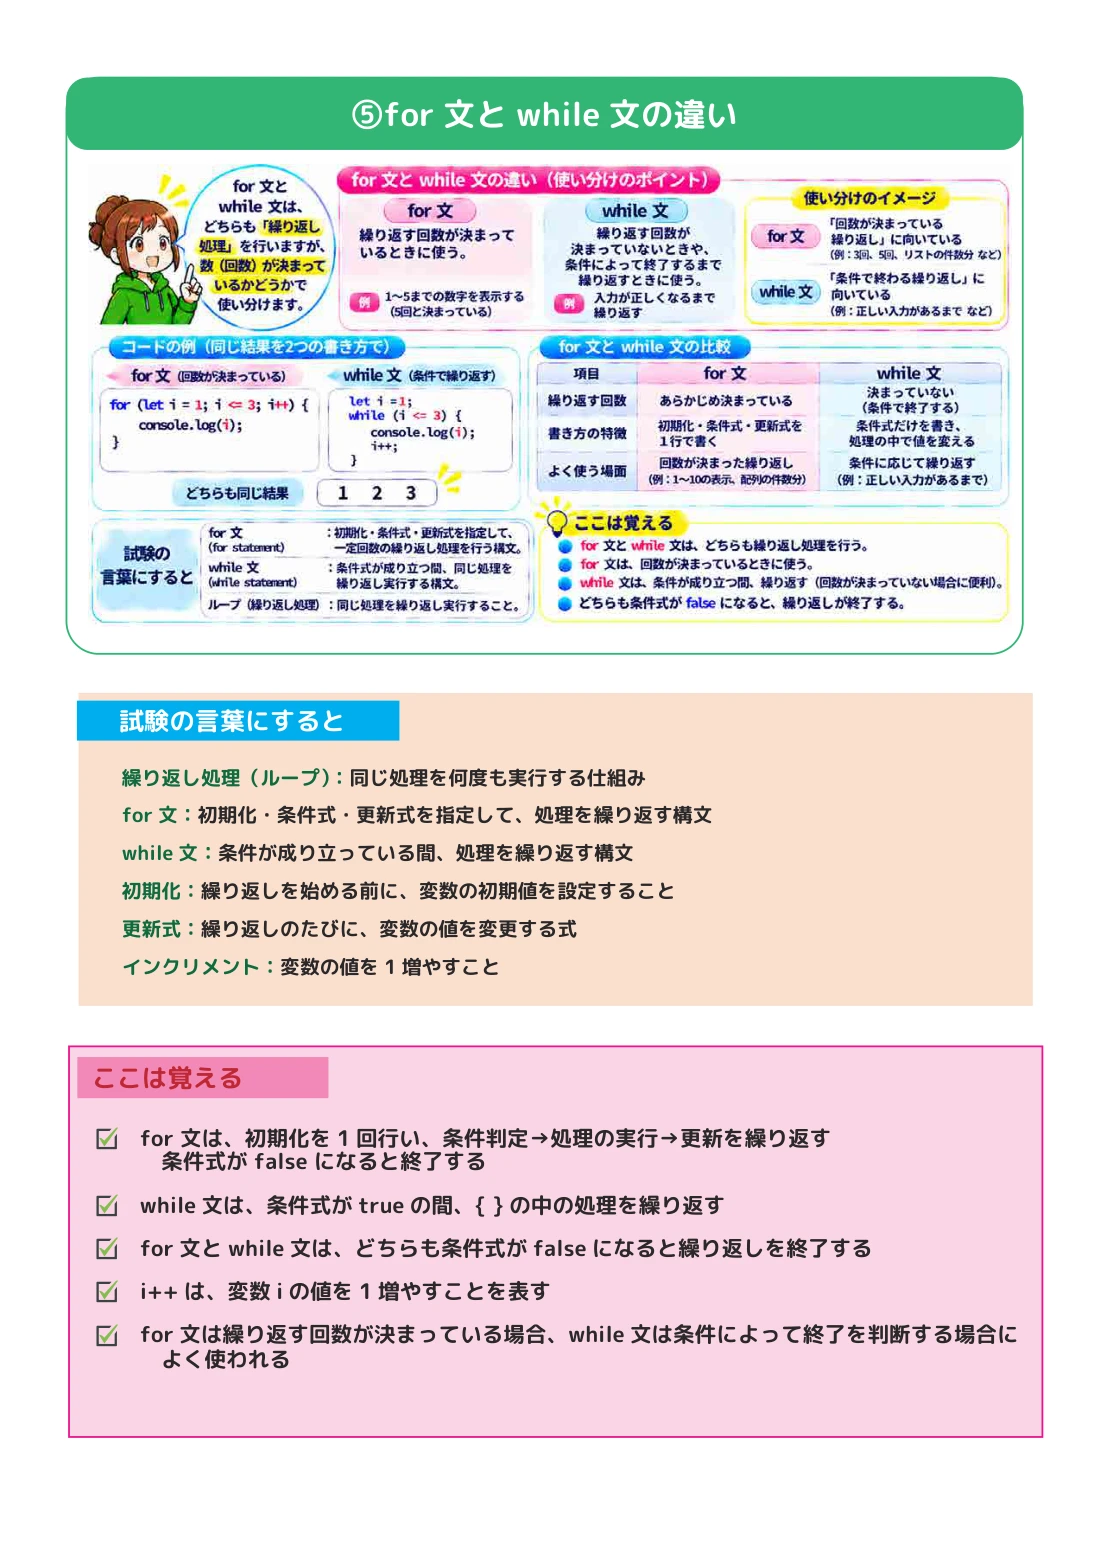 ⑤for 文と while 文の違い
for 文と
while 文は、
どちらも「繰り返し
処理」を行いますが、
数（回数）が決まって
いるかどうかで
使い分けます。
for 文と while 文の違い（使い分けのポイント）
for 文
繰り返す回数が決まって
いるときに使う。
例
1〜5までの数字を表示する
（5回と決まっている）
while 文
繰り返す回数が
決まっていないときや、
条件によって終了するまで
繰り返すときに使う。
例
入力が正しくなるまで
繰り返す
使い分けのイメージ
for 文
「回数が決まっている
繰り返し」に向いている
（例：3回、5回、リストの件数分 など）
while 文
「条件で終わる繰り返し」に
向いている
（例：正しい入力があるまで など）
コードの例（同じ結果を2つの書き方で）
for 文（回数が決まっている）
for (let i = 1; i <= 3; i++) {
console.log(i);
}
while 文（条件で繰り返す）
let i =1;
while (i <= 3) {
console.log(i);
i++;
}
どちらも同じ結果
1 2 3
for 文と while 文の比較
項目 for 文 while 文
繰り返す回数 あらかじめ決まっている 決まっていない
（条件で終了する）
書き方の特徴 初期化・条件式・更新式を 条件式だけを書き、
1行で書く 処理の中で値を変える
よく使う場面 回数が決まった繰り返し 条件に応じて繰り返す
（例：1〜10の表示、配列の件数分） （例：正しい入力があるまで）
試験の
言葉にすると
for 文 ：初期化・条件式・更新式を指定して、
(for statement) 一定回数の繰り返し処理を行う構文。
while 文 ：条件式が成り立つ間、同じ処理を
(while statement) 繰り返し実行する構文。
ループ（繰り返し処理）：同じ処理を繰り返し実行すること。
ここは覚える
for 文と while 文は、どちらも繰り返し処理を行う。
for 文は、回数が決まっているときに使う。
while 文は、条件が成り立つ間、繰り返す（回数が決まっていない場合に便利）。
どちらも条件式が false になると、繰り返しが終了する。
試験の言葉にすると
繰り返し処理（ループ）：同じ処理を何度も実行する仕組み
for 文：初期化・条件式・更新式を指定して、処理を繰り返す構文
while 文：条件が成り立っている間、処理を繰り返す構文
初期化：繰り返しを始める前に、変数の初期値を設定すること
更新式：繰り返しのたびに、変数の値を変更する式
インクリメント：変数の値を 1 増やすこと
ここは覚える
for 文は、初期化を 1 回行い、条件判定→処理の実行→更新を繰り返す
条件式が false になると終了する
while 文は、条件式が true の間、{ } の中の処理を繰り返す
for 文と while 文は、どちらも条件式が false になると繰り返しを終了する
i++ は、変数 i の値を 1 増やすことを表す
for 文は繰り返す回数が決まっている場合、while 文は条件によって終了を判断する場合に
よく使われる